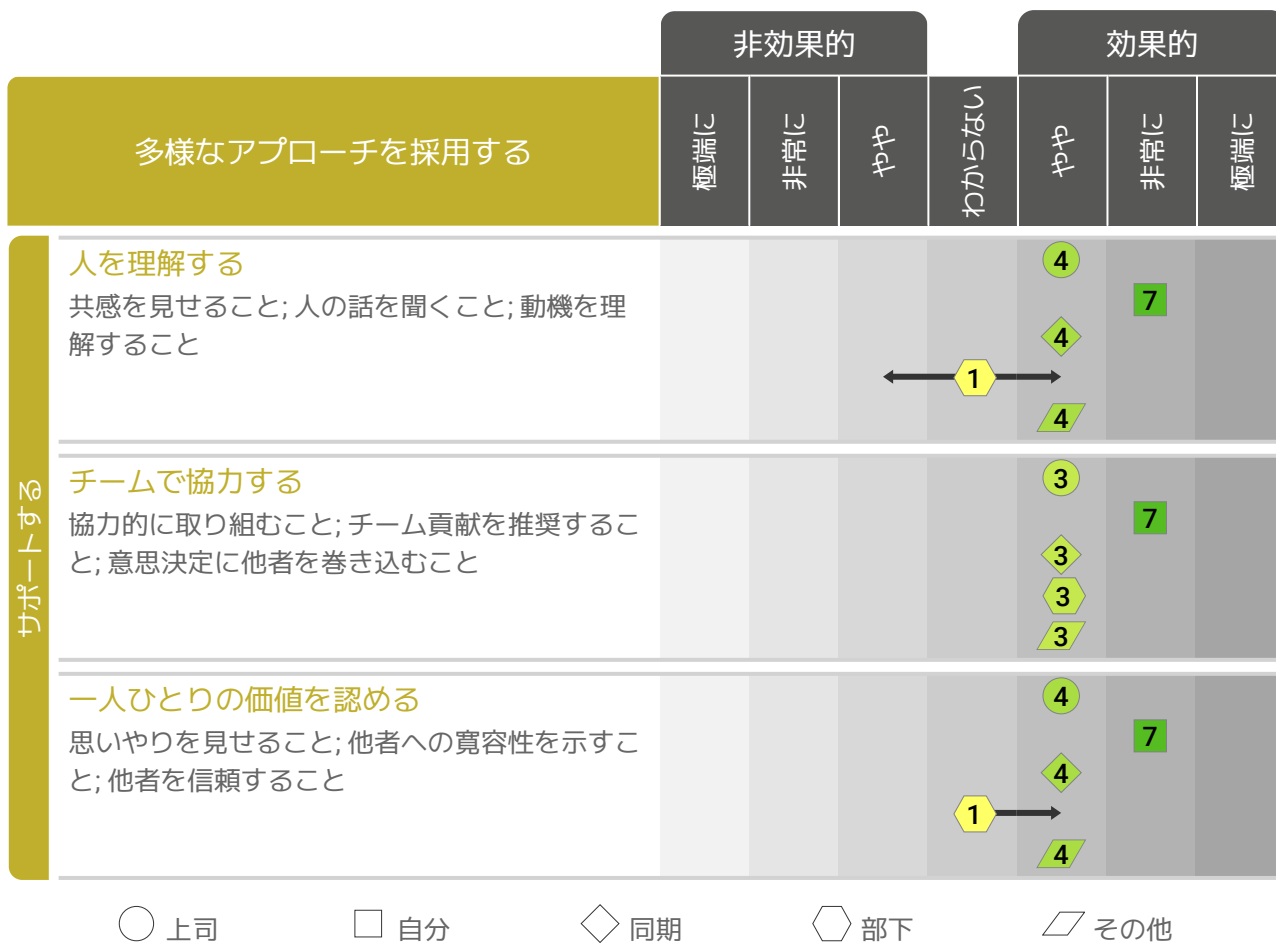 非効果的
効果的
多様なアプローチを採用する
極端に
非常に
やや
わからない
やや
非常に
極端に
サポートする
人を理解する
共感を見せること; 人の話を聞くこと; 動機を理
解すること
4
7
4
1
4
チームで協力する
協力的に取り組むこと; チーム貢献を推奨するこ
と; 意思決定に他者を巻き込むこと
3
7
3
3
3
一人ひとりの価値を認める
思いやりを見せること; 他者への寛容性を示すこ
と; 他者を信頼すること
4
7
4
1
4
上司
自分
同期
部下
その他